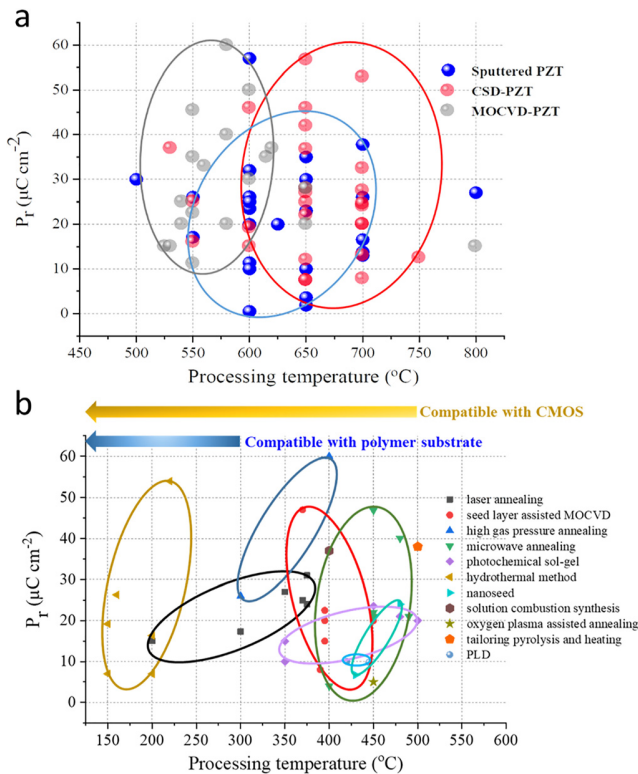 a
60
50
40
30
20
10
0
Pr (μC cm-2)
Sputtered PZT
CSD-PZT
MOCVD-PZT
450 500 550 600 650 700 750 800
Processing temperature (oC)
b
Compatible with CMOS
Compatible with polymer substrate
60
50
40
30
20
10
0
Pr (μC cm-2)
laser annealing
seed layer assisted MOCVD
high gas pressure annealing
microwave annealing
photochemical sol-gel
hydrothermal method
nanoseed
solution combustion synthesis
oxygen plasma assisted annealing
tailoring pyrolysis and heating
PLD
150 200 250 300 350 400 450 500 550 600
Processing temperature (oC)